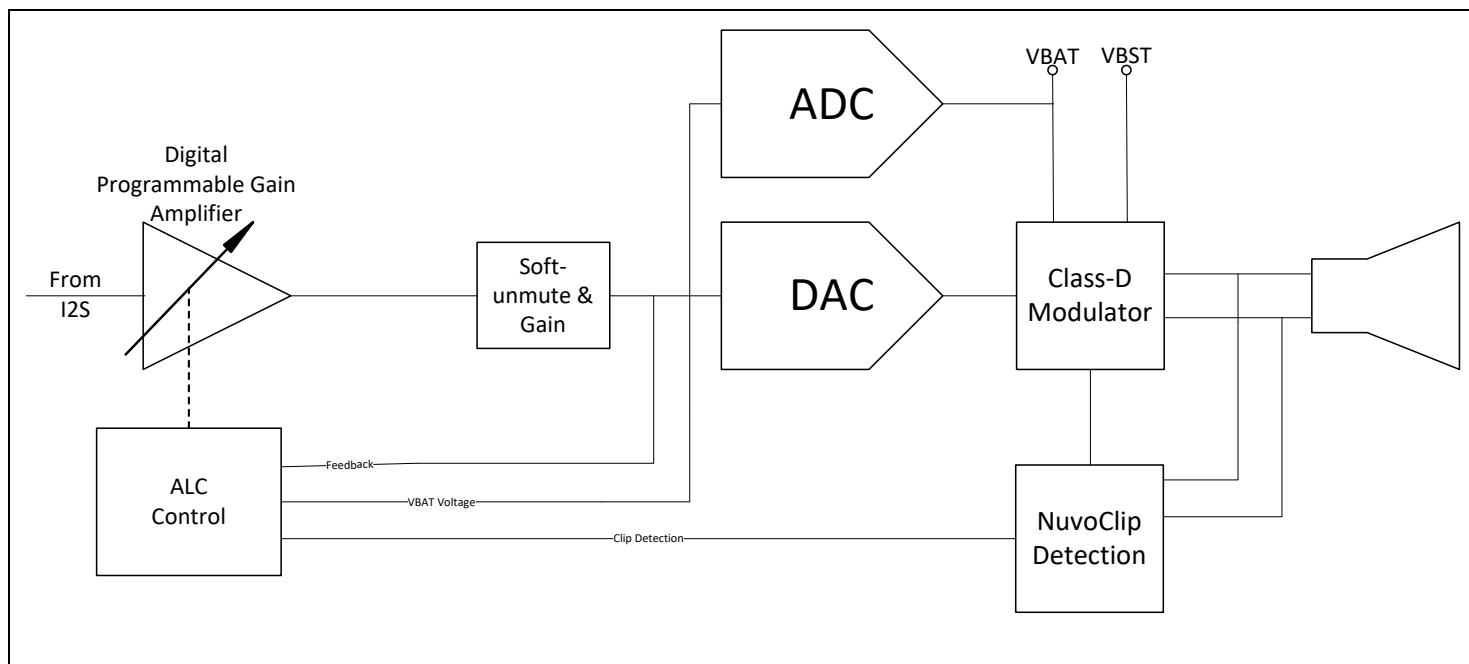 VBAT
VBST
ADC
Digital
Programmable Gain
Amplifier
From
I2S
Soft-
unmute &
Gain
DAC
Class-D
Modulator
Feedback
VBAT Voltage
Clip Detection
ALC
Control
NuvoClip
Detection